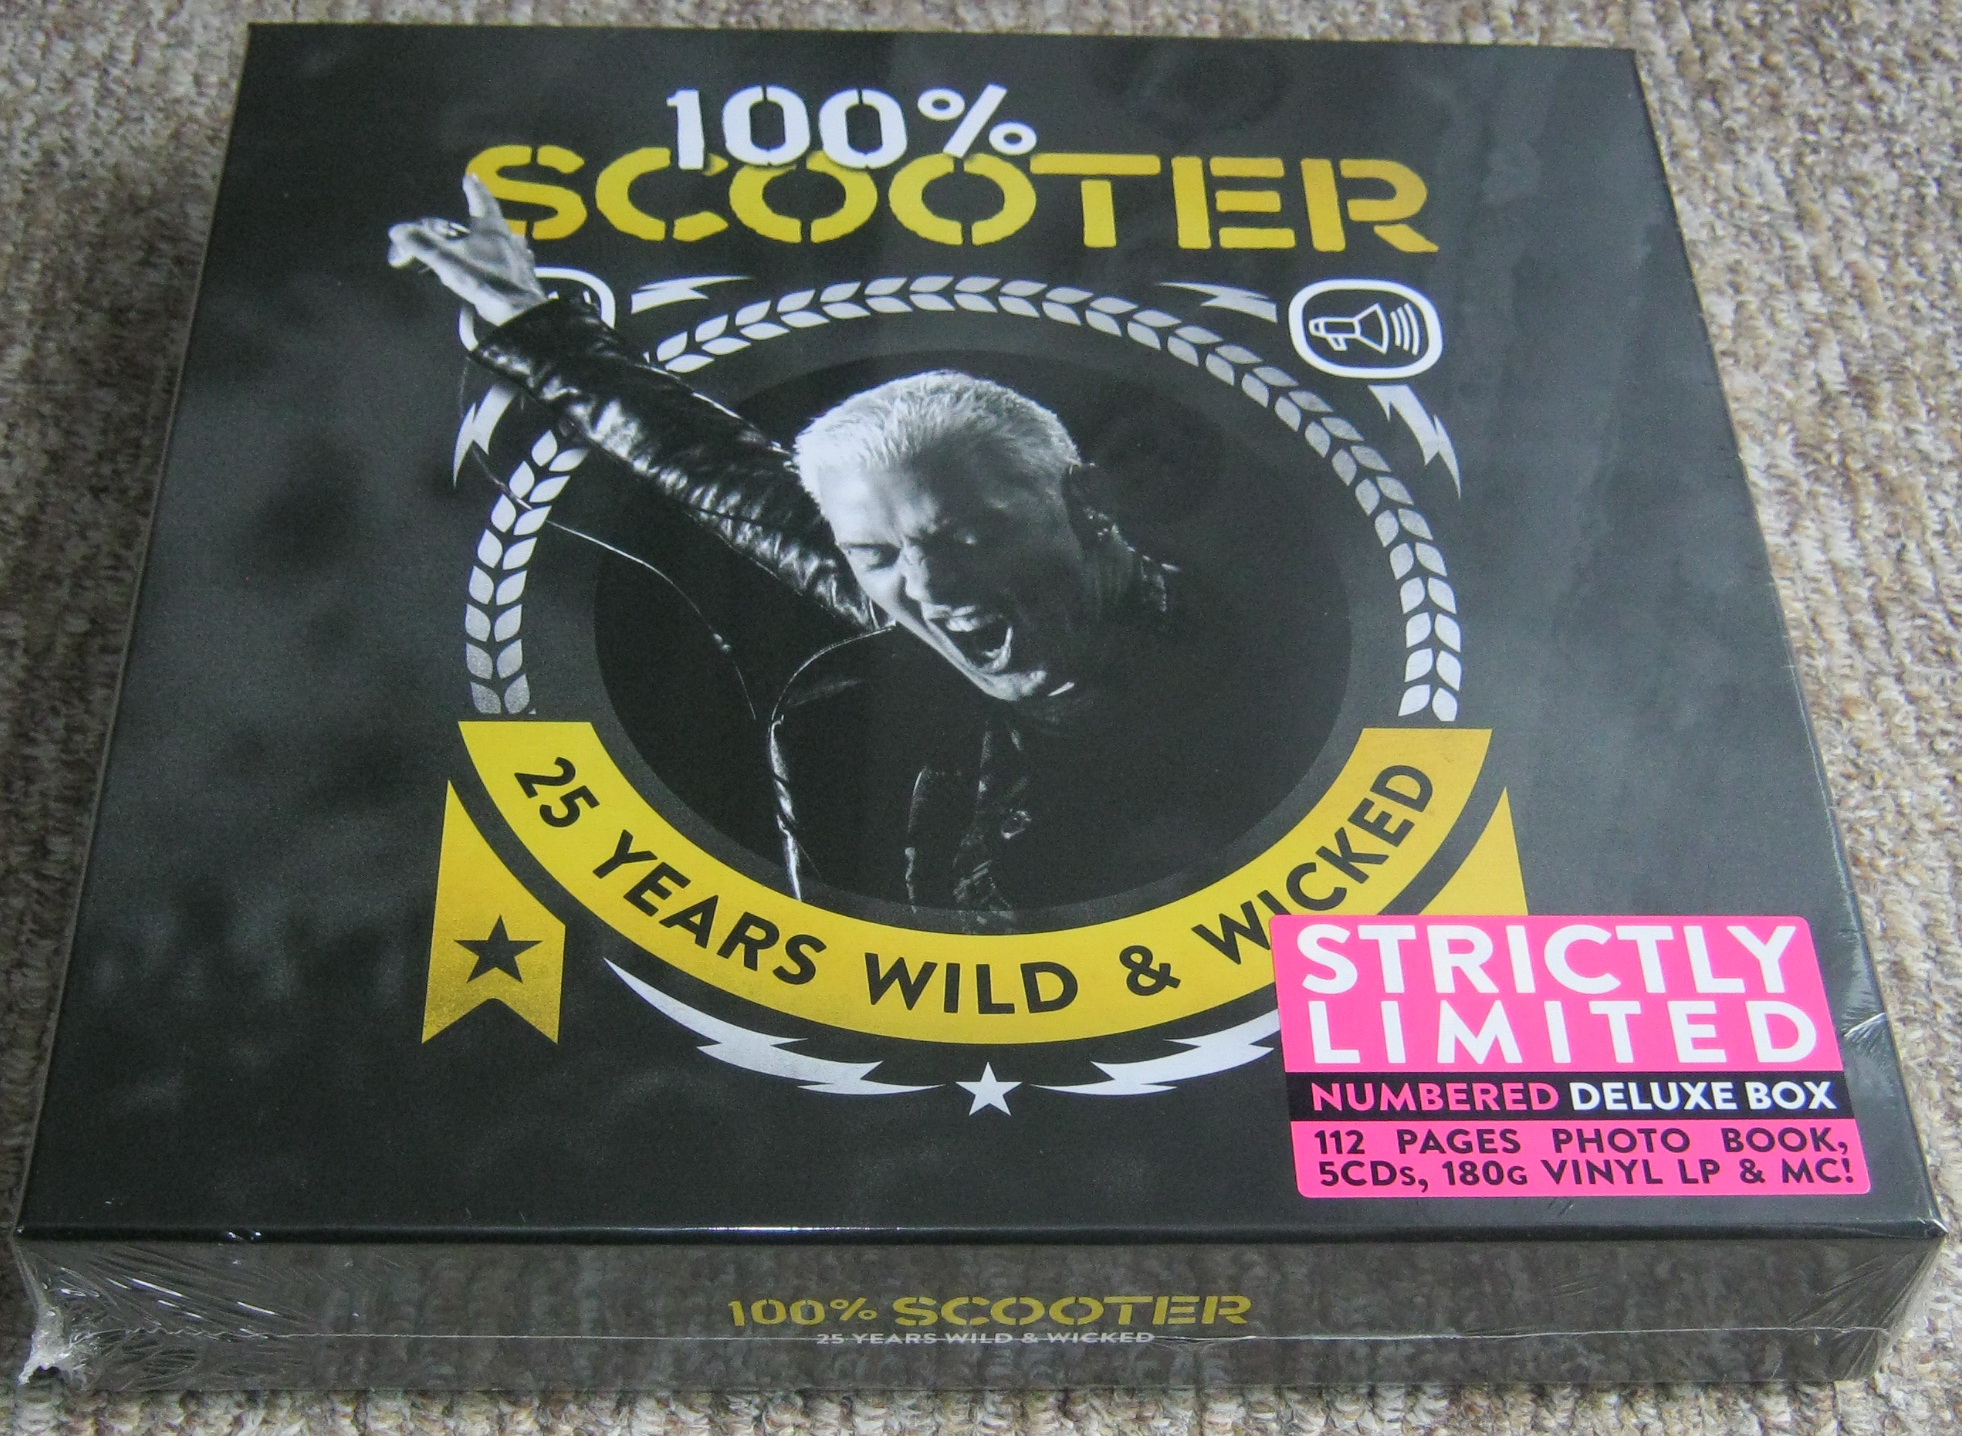 100%
SCOOTER
25 YEARS WILD & WICKED
STRICTLY
LIMITED
NUMBERED DELUXE BOX
112 PAGES PHOTO BOOK,
5CDs, 180G VINYL LP & MC!
100% SCOOTER
25 YEARS WILD & WICKED